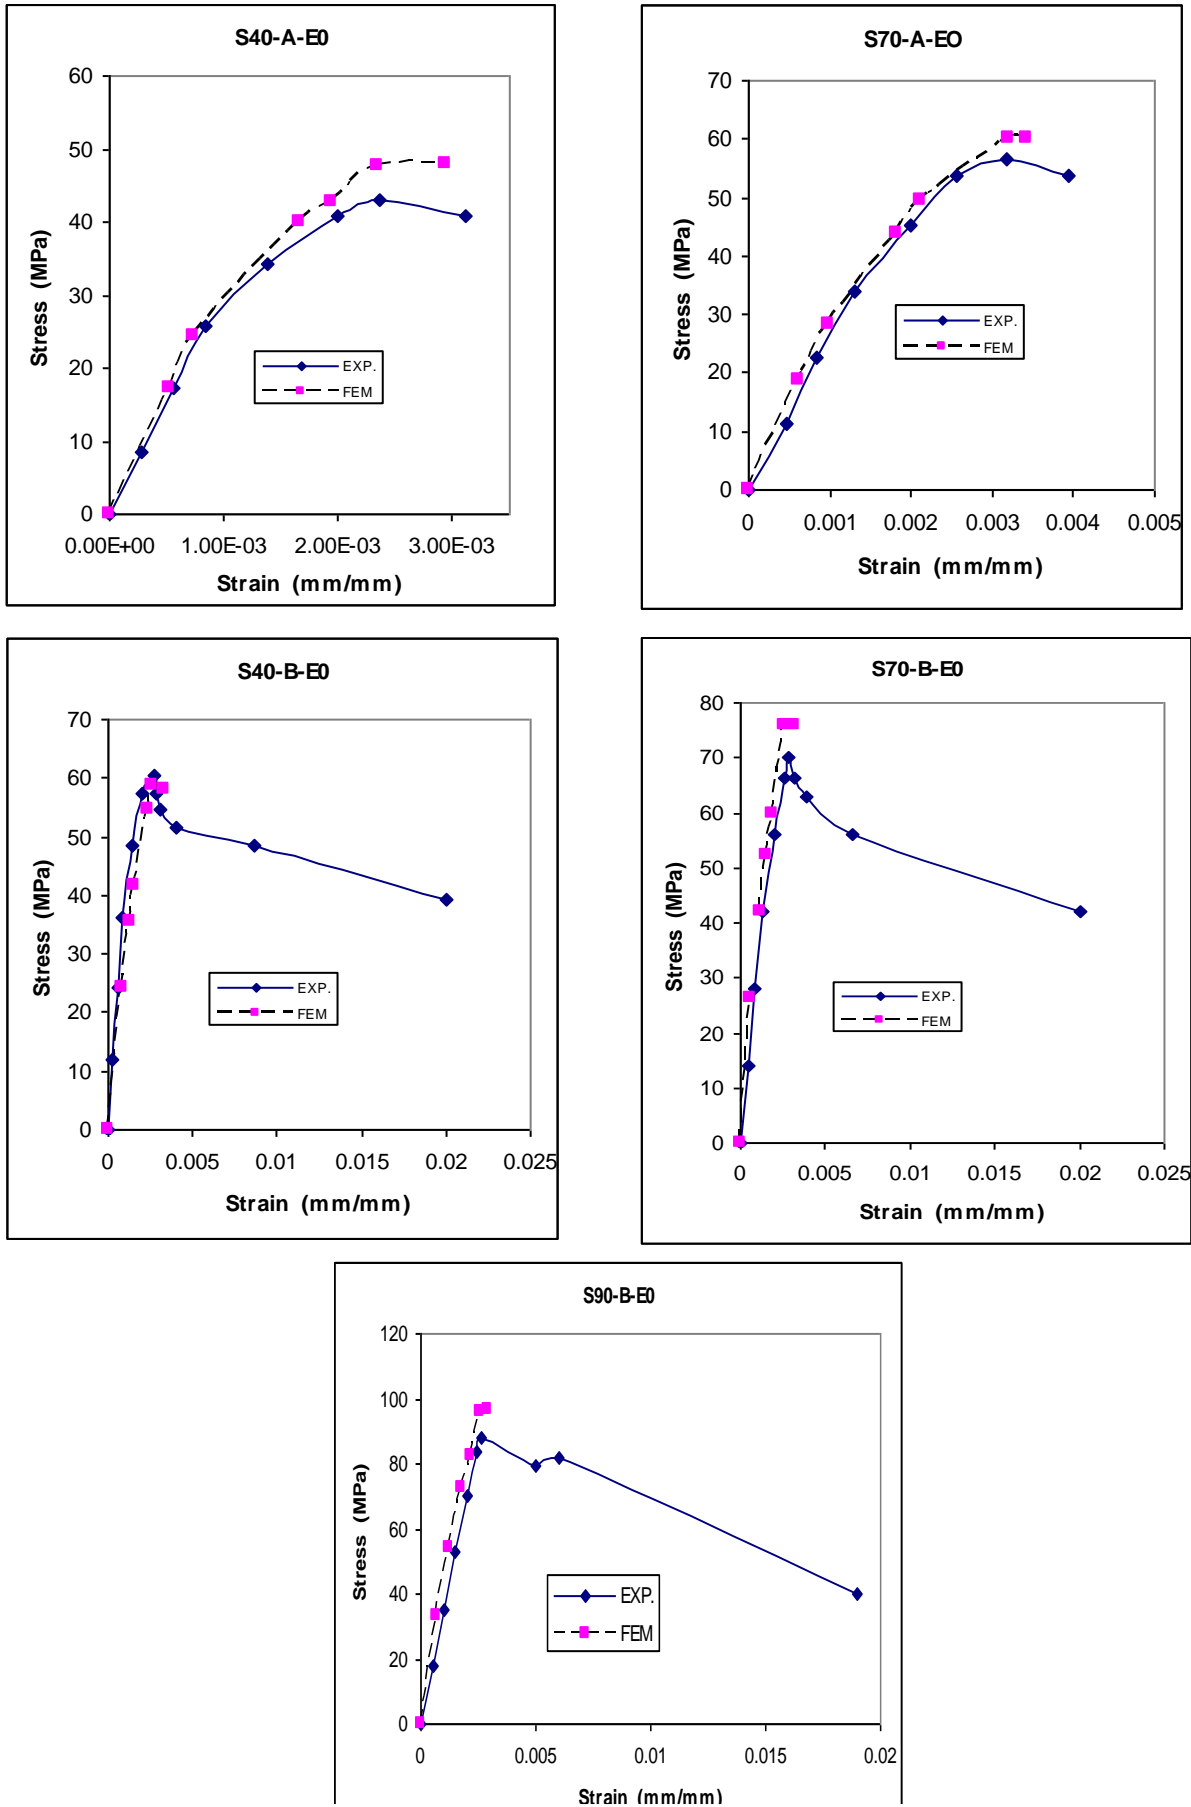 S40-A-E0
60
50
40
30
20
10
0
Stress (MPa)
EXP.
FEM
0.00E+00 1.00E-03 2.00E-03 3.00E-03
Strain (mm/mm)
S70-A-EO
70
60
50
40
30
20
10
0
Stress (MPa)
EXP.
FEM
0 0.001 0.002 0.003 0.004 0.005
Strain (mm/mm)
S40-B-E0
70
60
50
40
30
20
10
0
Stress (MPa)
EXP.
FEM
0 0.005 0.01 0.015 0.02 0.025
Strain (mm/mm)
S70-B-E0
80
70
60
50
40
30
20
10
0
Stress (MPa)
EXP.
FEM
0 0.005 0.01 0.015 0.02 0.025
Strain (mm/mm)
S90-B-E0
120
100
80
60
40
20
0
Stress (MPa)
EXP.
FEM
0 0.005 0.01 0.015 0.02
Strain (mm/mm)